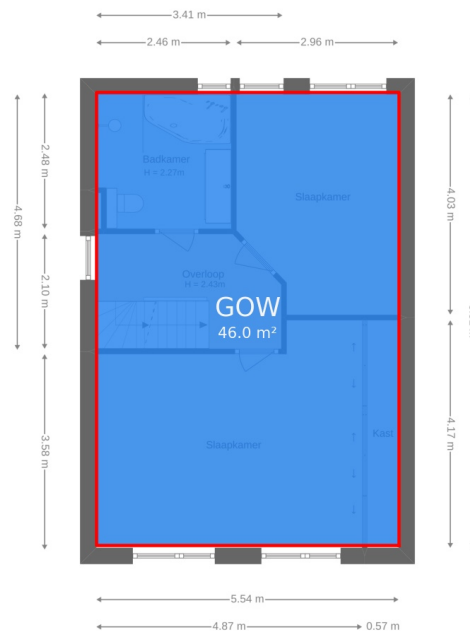 3.41 m
2.46 m
2.96 m
2.48 m
4.68 m
2.10 m
3.58 m
4.03 m
4.17 m
Badkamer
H = 2.27m
Slaapkamer
Overloop
H = 2.43m
GOW
46.0 m²
Slaapkamer
Kast
5.54 m
4.87 m
0.57 m